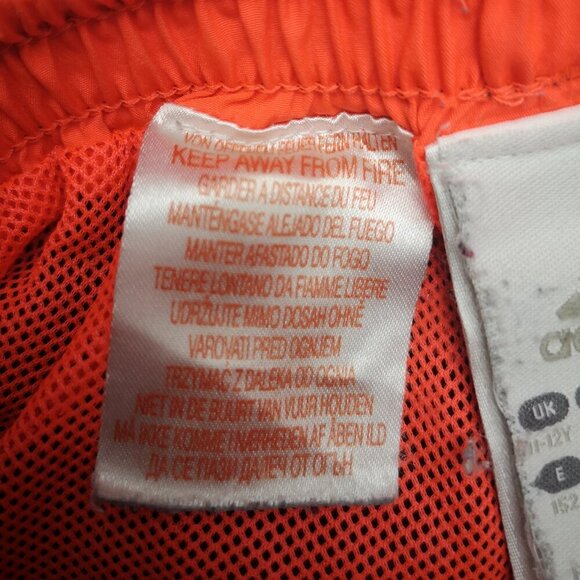 VON OFFENEM FEUER FERN HALTEN
KEEP AWAY FROM FIRE
GARDER A DISTANCE DU FEU
MANTENGASE ALEJADO DEL FUEGO
MANTER AFASTADO DO FOGO
TENERE LONTANO DA FIAMME LIBERE
UDRŽUJTE MIMO DOSAH OHNĚ
VAROVATI PRED OGNJEM
TRZYMAĆ Z DALEKA OD OGNIA
NIET IN DE BUURT VAN VUUR HOUDEN
MÅ IKKE KOMME I NÆRHEDEN AF ÅBEN ILD
ДА СЕ ПАЗИ ДАЛЕЧ ОТ ОГЪН
UK
11-12Y
E
152